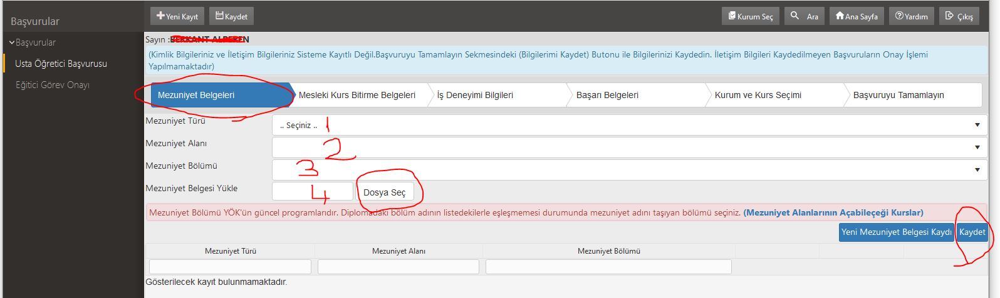 Başvurular
Yeni Kayıt
Kaydet
Kurum Seç
Ara
Ana Sayfa
Yardım
Çıkış
Başvurular
Usta Öğretici Başvurusu
Eğitici Görev Onayı
Sayın :
(Kimlik Bilgileriniz ve İletişim Bilgileriniz Sisteme Kayıtlı Değil.Başvuruyu Tamamlayın Sekmesindeki (Bilgilerimi Kaydet) Butonu ile Bilgilerinizi Kaydedin. İletişim Bilgileri Kaydedilmeyen Başvuruların Onay İşlemi
Yapılmamaktadır)
Mezuniyet Belgeleri
Mesleki Kurs Bitirme Belgeleri
İş Deneyimi Bilgileri
Başarı Belgeleri
Kurum ve Kurs Seçimi
Başvuruyu Tamamlayın
Mezuniyet Türü
.. Seçiniz .. 1
Mezuniyet Alanı
2
Mezuniyet Bölümü
3
Mezuniyet Belgesi Yükle
4
Dosya Seç
Mezuniyet Bölümü YÖK'ün güncel programlarıdır. Diplomadaki bölüm adının listedekilerle eşleşmemesi durumunda mezuniyet adını taşıyan bölümü seçiniz. (Mezuniyet Alanlarının Açabileçeği Kurslar)
Yeni Mezuniyet Belgesi Kaydı
Kaydet
Mezuniyet Türü
Mezuniyet Alanı
Mezuniyet Bölümü
Gösterilecek kayıt bulunmamaktadır.